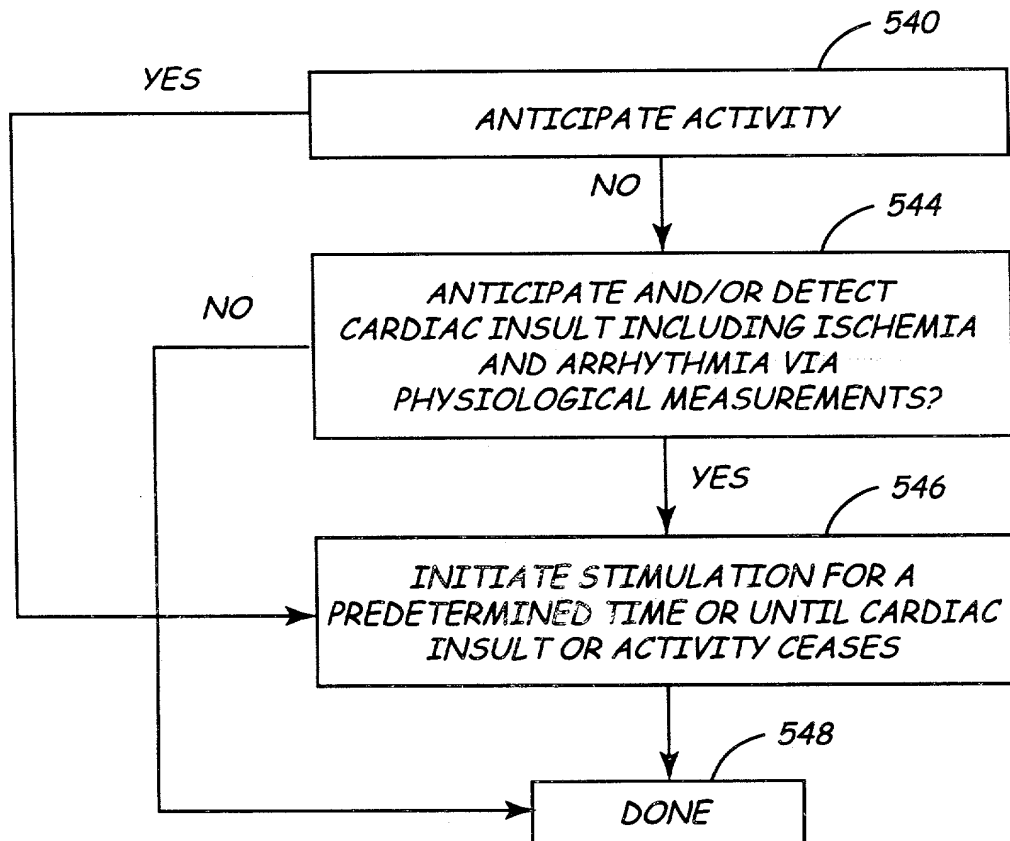 540
YES
ANTICIPATE ACTIVITY
NO
544
NO
ANTICIPATE AND/OR DETECT
CARDIAC INSULT INCLUDING ISCHEMIA
AND ARRHYTHMIA VIA
PHYSIOLOGICAL MEASUREMENTS?
YES
546
INITIATE STIMULATION FOR A
PREDETERMINED TIME OR UNTIL CARDIAC
INSULT OR ACTIVITY CEASES
548
DONE